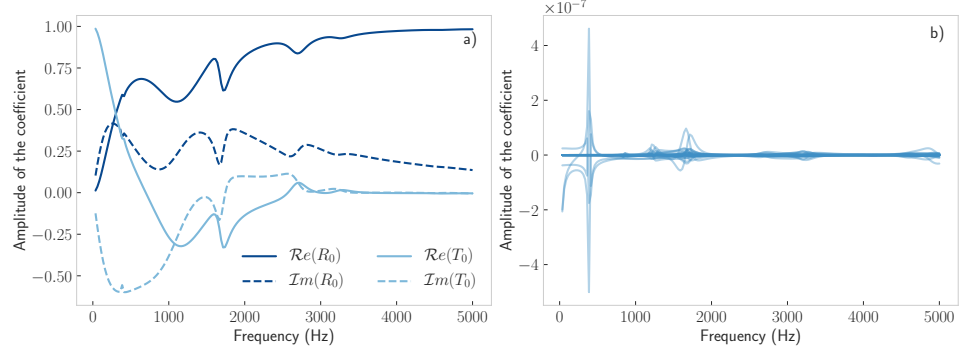 ×10⁻⁷
1.00
a)
b)
4
0.75
2
0.50
0.25
0
0.00
−2
−0.25
−4
−0.50
Amplitude of the coefficient
Amplitude of the coefficient
Re(R₀)
Re(T₀)
Im(R₀)
Im(T₀)
0 1000 2000 3000 4000 5000
0 1000 2000 3000 4000 5000
Frequency (Hz)
Frequency (Hz)